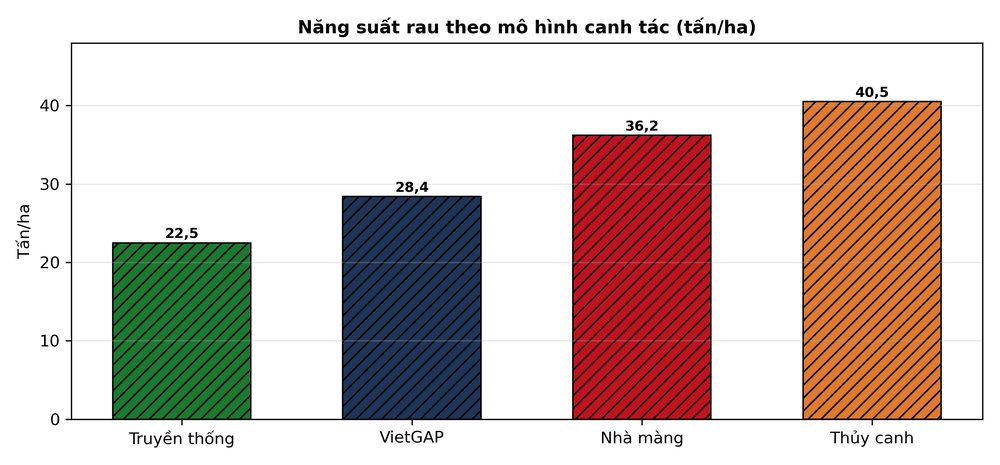 Năng suất rau theo mô hình canh tác (tấn/ha)
Tấn/ha
40
30
20
10
0
22,5
28,4
36,2
40,5
Truyền thống
VietGAP
Nhà màng
Thủy canh